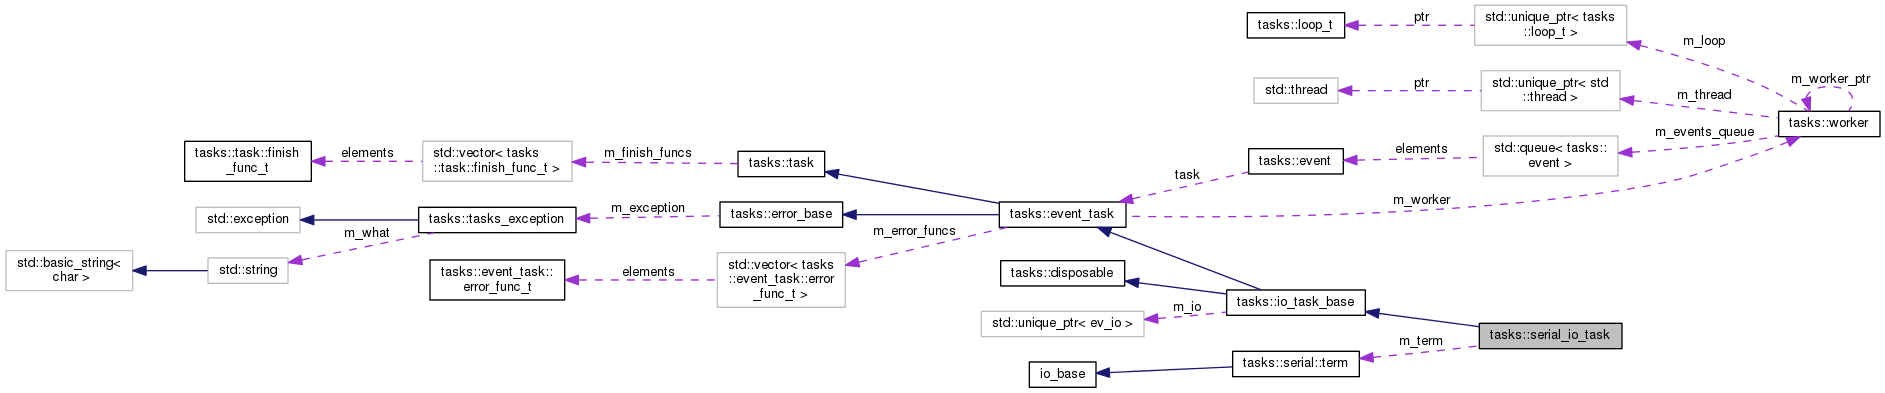 tasks::loop_t
ptr
std::unique_ptr< tasks
::loop_t >
m_loop
std::thread
ptr
std::unique_ptr< std
::thread >
m_thread
m_worker_ptr
tasks::worker
tasks::task::finish
_func_t
elements
std::vector< tasks
::task::finish_func_t >
m_finish_funcs
tasks::task
tasks::event
elements
std::queue< tasks::
event >
m_events_queue
task
std::exception
tasks::tasks_exception
m_exception
tasks::error_base
tasks::event_task
m_worker
m_what
m_error_funcs
std::basic_string<
char >
std::string
tasks::event_task::
error_func_t
elements
std::vector< tasks
::event_task::error
_func_t >
tasks::disposable
tasks::io_task_base
std::unique_ptr< ev_io >
m_io
tasks::serial_io_task
m_term
io_base
tasks::serial::term